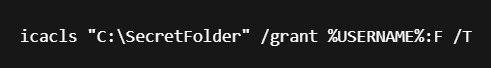 icacls "C:\SecretFolder" /grant %USERNAME%:F /T